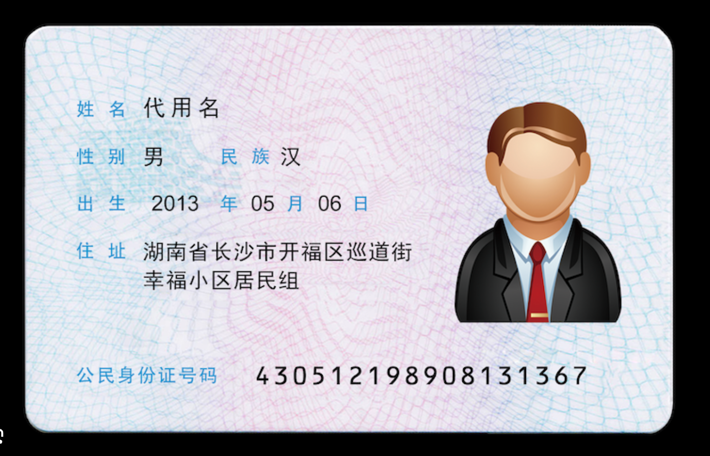 姓 名 代用名
性 别 男 民 族 汉
出 生 2013 年 05 月 06 日
住 址 湖南省长沙市开福区巡道街
幸福小区居民组
公民身份证号码 430512198908131367